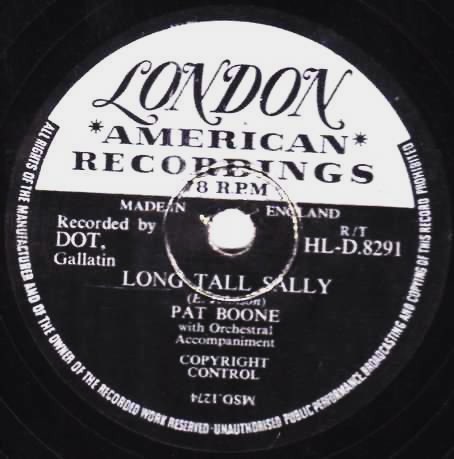 LONDON
*AMERICAN*
RECORDINGS
8 RPM
MADE IN ENGLAND
Recorded by
DOT,
Gallatin
R/T
HL-D.8291
LONG TALL SALLY
PAT BOONE
with Orchestral
Accompaniment
COPYRIGHT
CONTROL
MSO.1274
ALL RIGHTS OF THE MANUFACTURER AND OF THE OWNER OF THE RECORDED WORK RESERVED·UNAUTHORISED PUBLIC PERFORMANCE, BROADCASTING AND COPYING OF THIS RECORD PROHIBITED